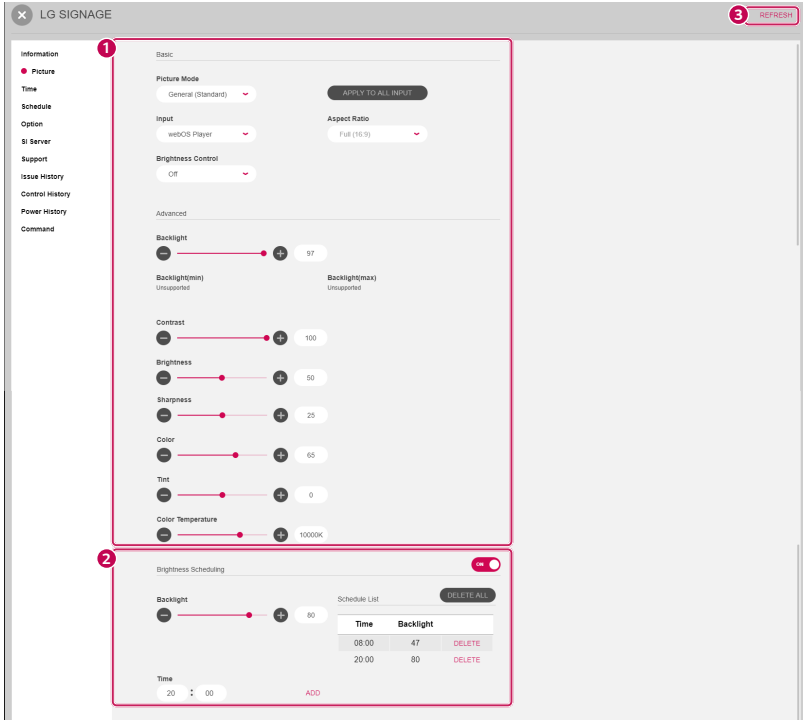 LG SIGNAGE
3
REFRESH
1
Information
Picture
Time
Schedule
Option
SI Server
Support
Issue History
Control History
Power History
Command
Basic
Picture Mode
General (Standard)
APPLY TO ALL INPUT
Input
Aspect Ratio
webOS Player
Full (16:9)
Brightness Control
Off
Advanced
Backlight
97
Backlight(min)
Backlight(max)
Unsupported
Unsupported
Contrast
100
Brightness
50
Sharpness
25
Color
65
Tint
0
Color Temperature
10000K
2
Brightness Scheduling
ON
Backlight
80
Schedule List
DELETE ALL
Time Backlight
08:00 47 DELETE
20:00 80 DELETE
Time
20 : 00
ADD